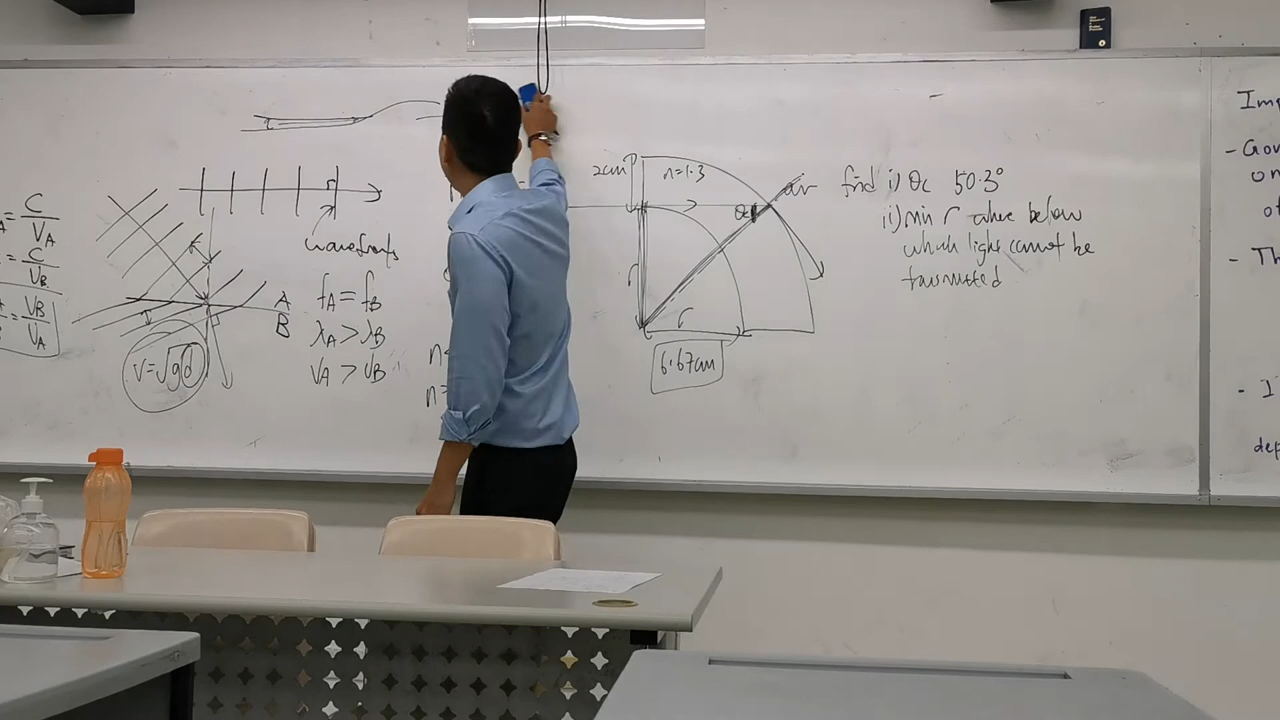 A = C / VA
= C / VB
= VB / VA
V=√gd
wavefronts
A
B
fA = fB
λA > λB
VA > VB
n
n=
2cm
n=1.3
r
θc
air
r
6.67cm
find i) θc 50.3°
ii) min r where below
which light cannot be
transmitted
Imp
- Gov
on
of
- Th
- I
dep